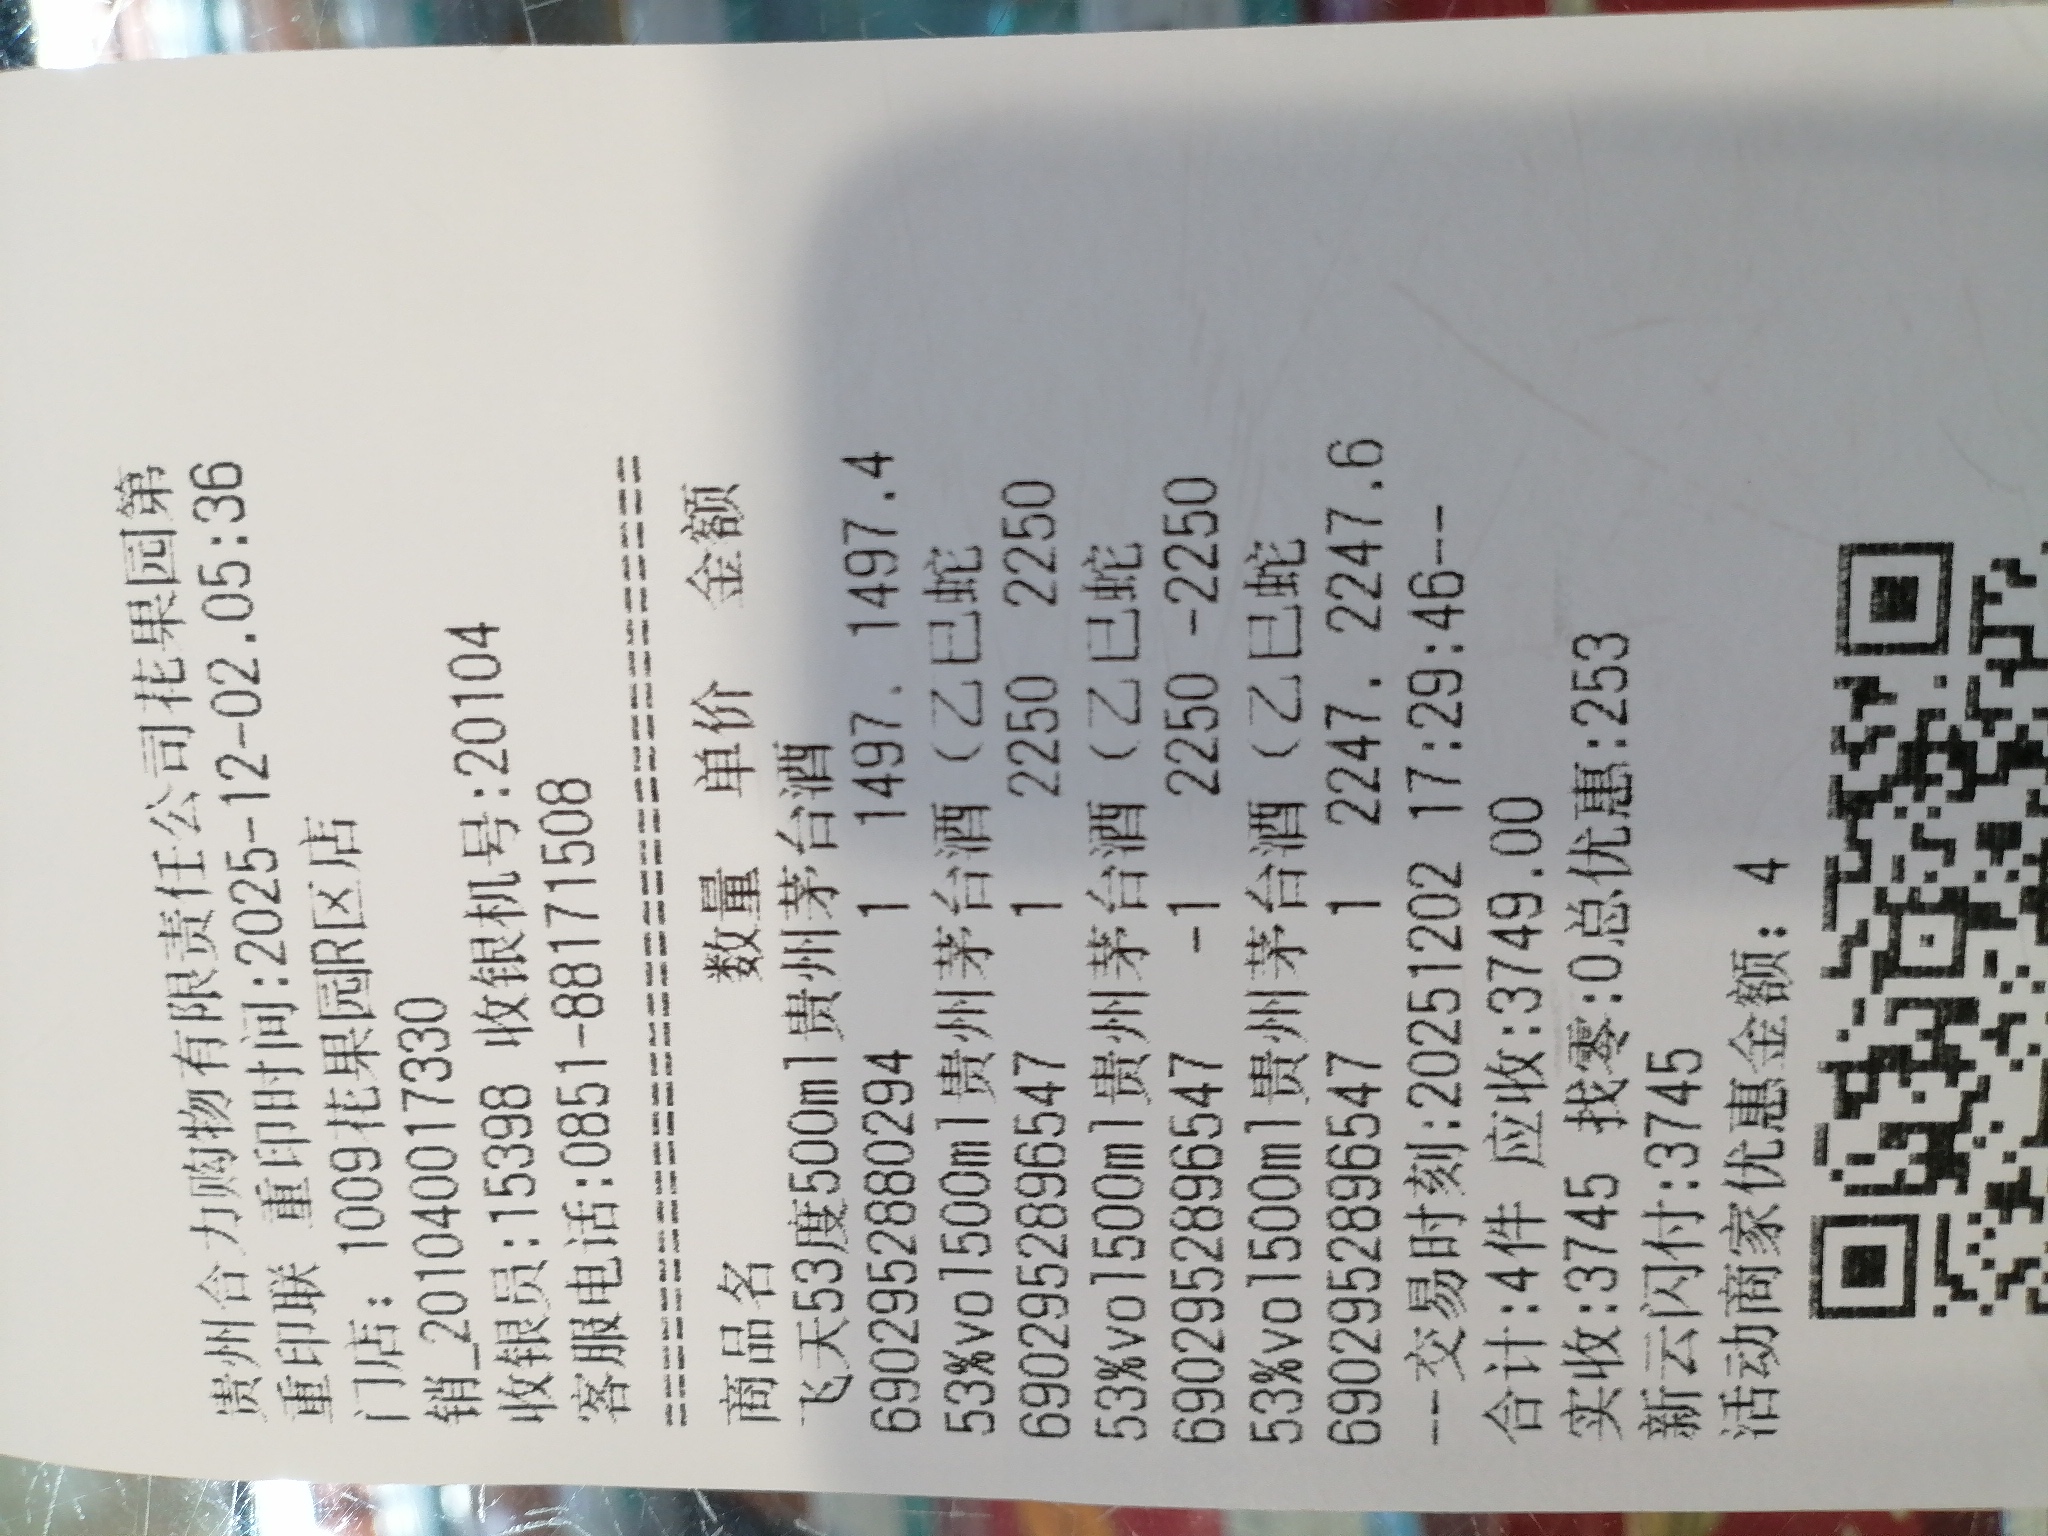 贵州合力购物有限责任公司花果园第
重印联 重印时间:2025-12-02.05:36
门店: 1009花果园R区店
销_201040017330
收银员:15398 收银机号:20104
客服电话:0851-88171508
================================
商品名 数量 单价 金额
飞天53度500ml贵州茅台酒
6902952880294 1 1497. 1497.4
53%vol500ml贵州茅台酒（乙巳蛇
6902952896547 1 2250 2250
53%vol500ml贵州茅台酒（乙巳蛇
6902952896547 -1 2250 -2250
53%vol500ml贵州茅台酒（乙巳蛇
6902952896547 1 2247. 2247.6
--交易时刻:20251202 17:29:46--
合计:4件 应收:3749.00
实收:3745 找零:0总优惠:253
新云闪付:3745
活动商家优惠金额: 4